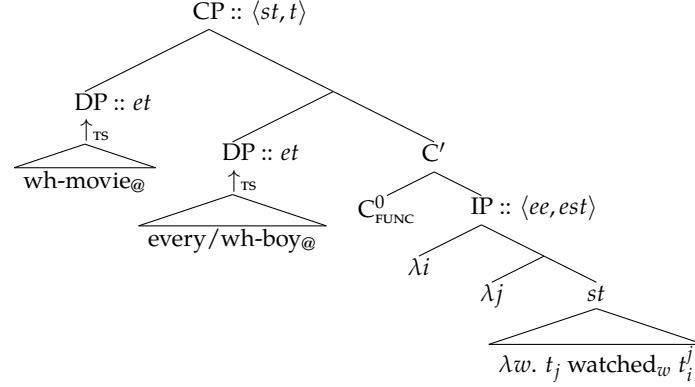 CP :: ⟨st, t⟩
DP :: et
↑TS
wh-movie@
DP :: et
↑TS
every/wh-boy@
C′
C⁰FUNC
IP :: ⟨ee, est⟩
λi
λj
st
λw. tⱼ watched_w tᵢʲ